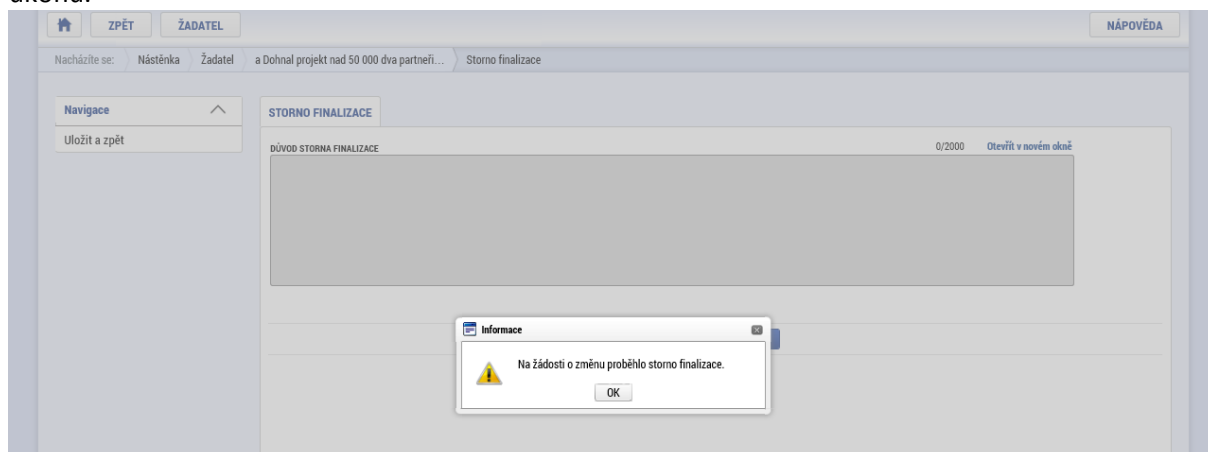 ZPĚT ŽADATEL NÁPOVĚDA
Nacházíte se: Nástěnka Žadatel a Dohnal projekt nad 50 000 dva partneři... Storno finalizace
Navigace
STORNO FINALIZACE
Uložit a zpět
DŮVOD STORNA FINALIZACE 0/2000 Otevřít v novém okně
Informace
Na žádosti o změnu proběhlo storno finalizace.
OK